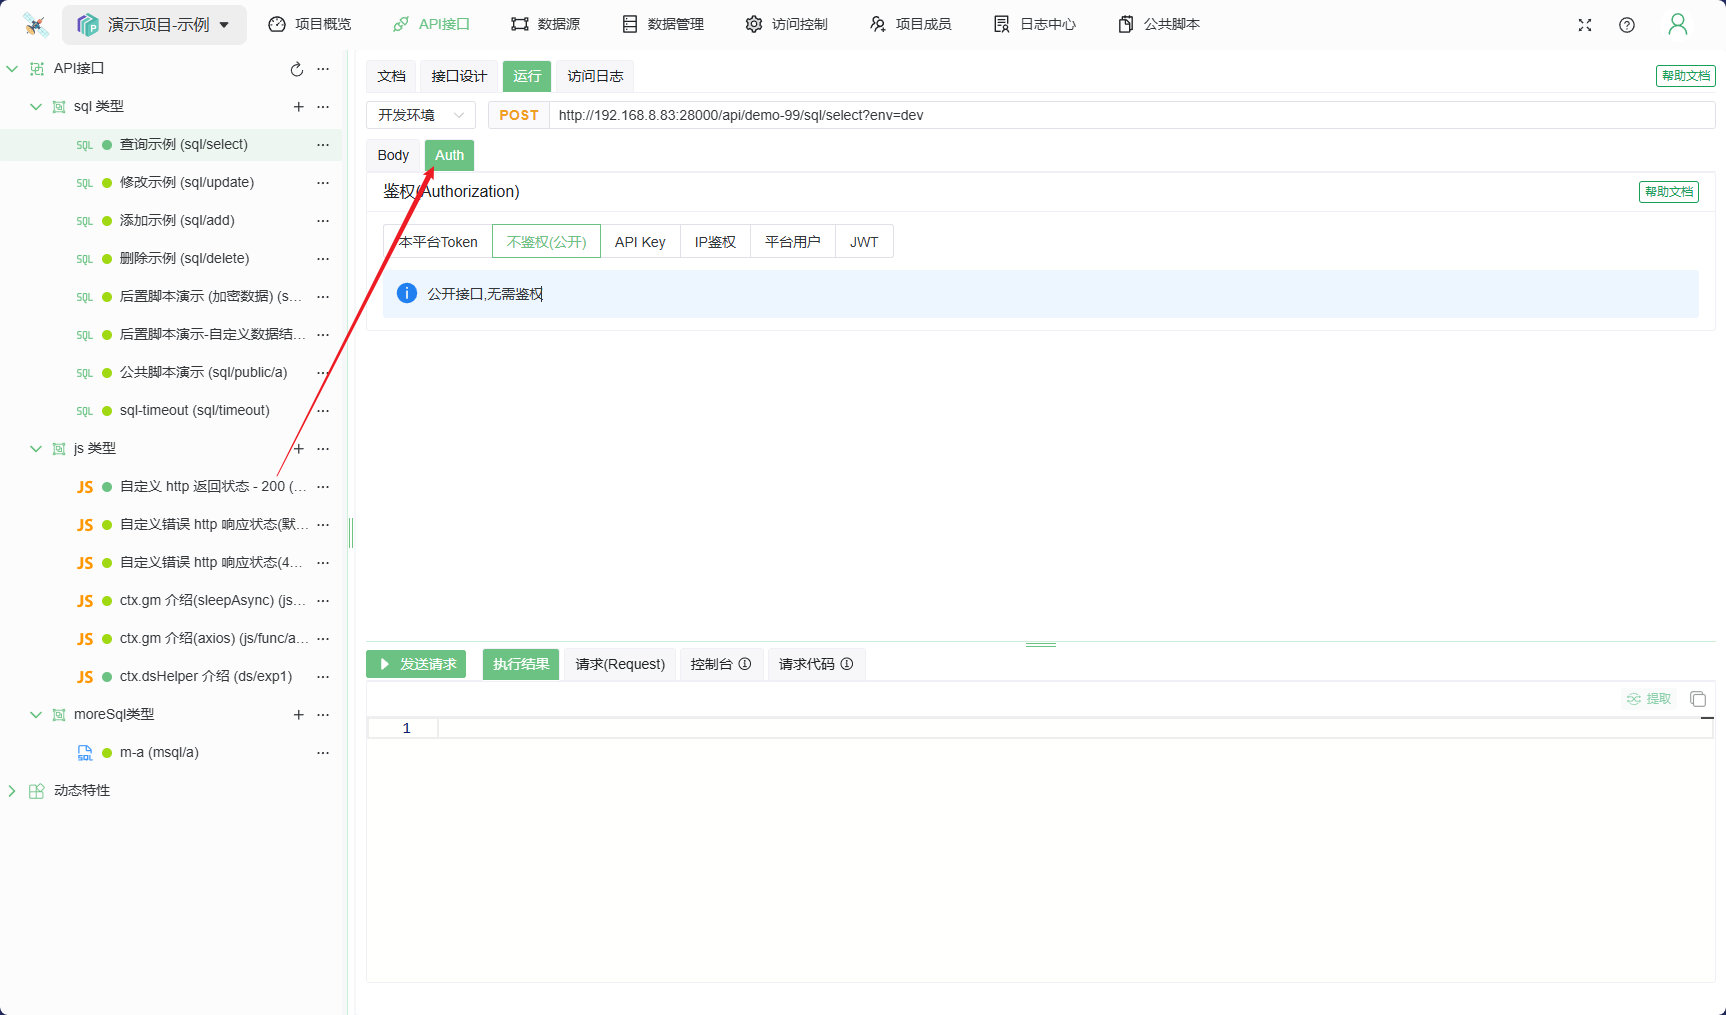 演示项目-示例
项目概览
API接口
数据源
数据管理
访问控制
项目成员
日志中心
公共脚本
API接口
sql 类型
SQL 查询示例 (sql/select)
SQL 修改示例 (sql/update)
SQL 添加示例 (sql/add)
SQL 删除示例 (sql/delete)
SQL 后置脚本演示 (加密数据) (s...
SQL 后置脚本演示-自定义数据结...
SQL 公共脚本演示 (sql/public/a)
SQL sql-timeout (sql/timeout)
js 类型
JS 自定义 http 返回状态 - 200 (...
JS 自定义错误 http 响应状态(默...
JS 自定义错误 http 响应状态(4...
JS ctx.gm 介绍(sleepAsync) (js...
JS ctx.gm 介绍(axios) (js/func/a...
JS ctx.dsHelper 介绍 (ds/exp1)
moreSql类型
SQL m-a (msql/a)
动态特性
文档
接口设计
运行
访问日志
帮助文档
开发环境
POST
http://192.168.8.83:28000/api/demo-99/sql/select?env=dev
Body
Auth
鉴权(Authorization)
帮助文档
本平台Token
不鉴权(公开)
API Key
IP鉴权
平台用户
JWT
公开接口,无需鉴权
发送请求
执行结果
请求(Request)
控制台
请求代码
提取
1